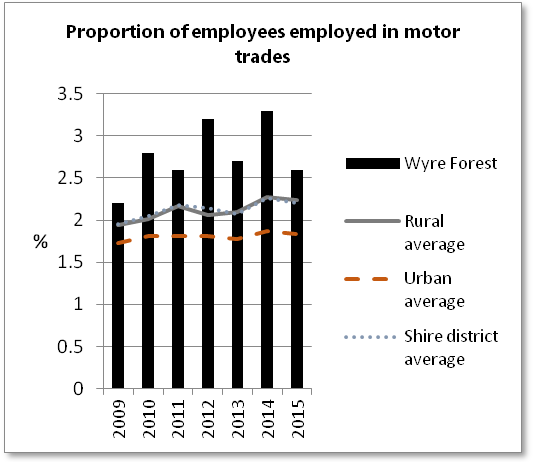 Proportion of employees employed in motor
trades
3.5
3
2.5
2
1.5
1
0.5
0
%
2009
2010
2011
2012
2013
2014
2015
Wyre Forest
Rural
average
Urban
average
Shire district
average